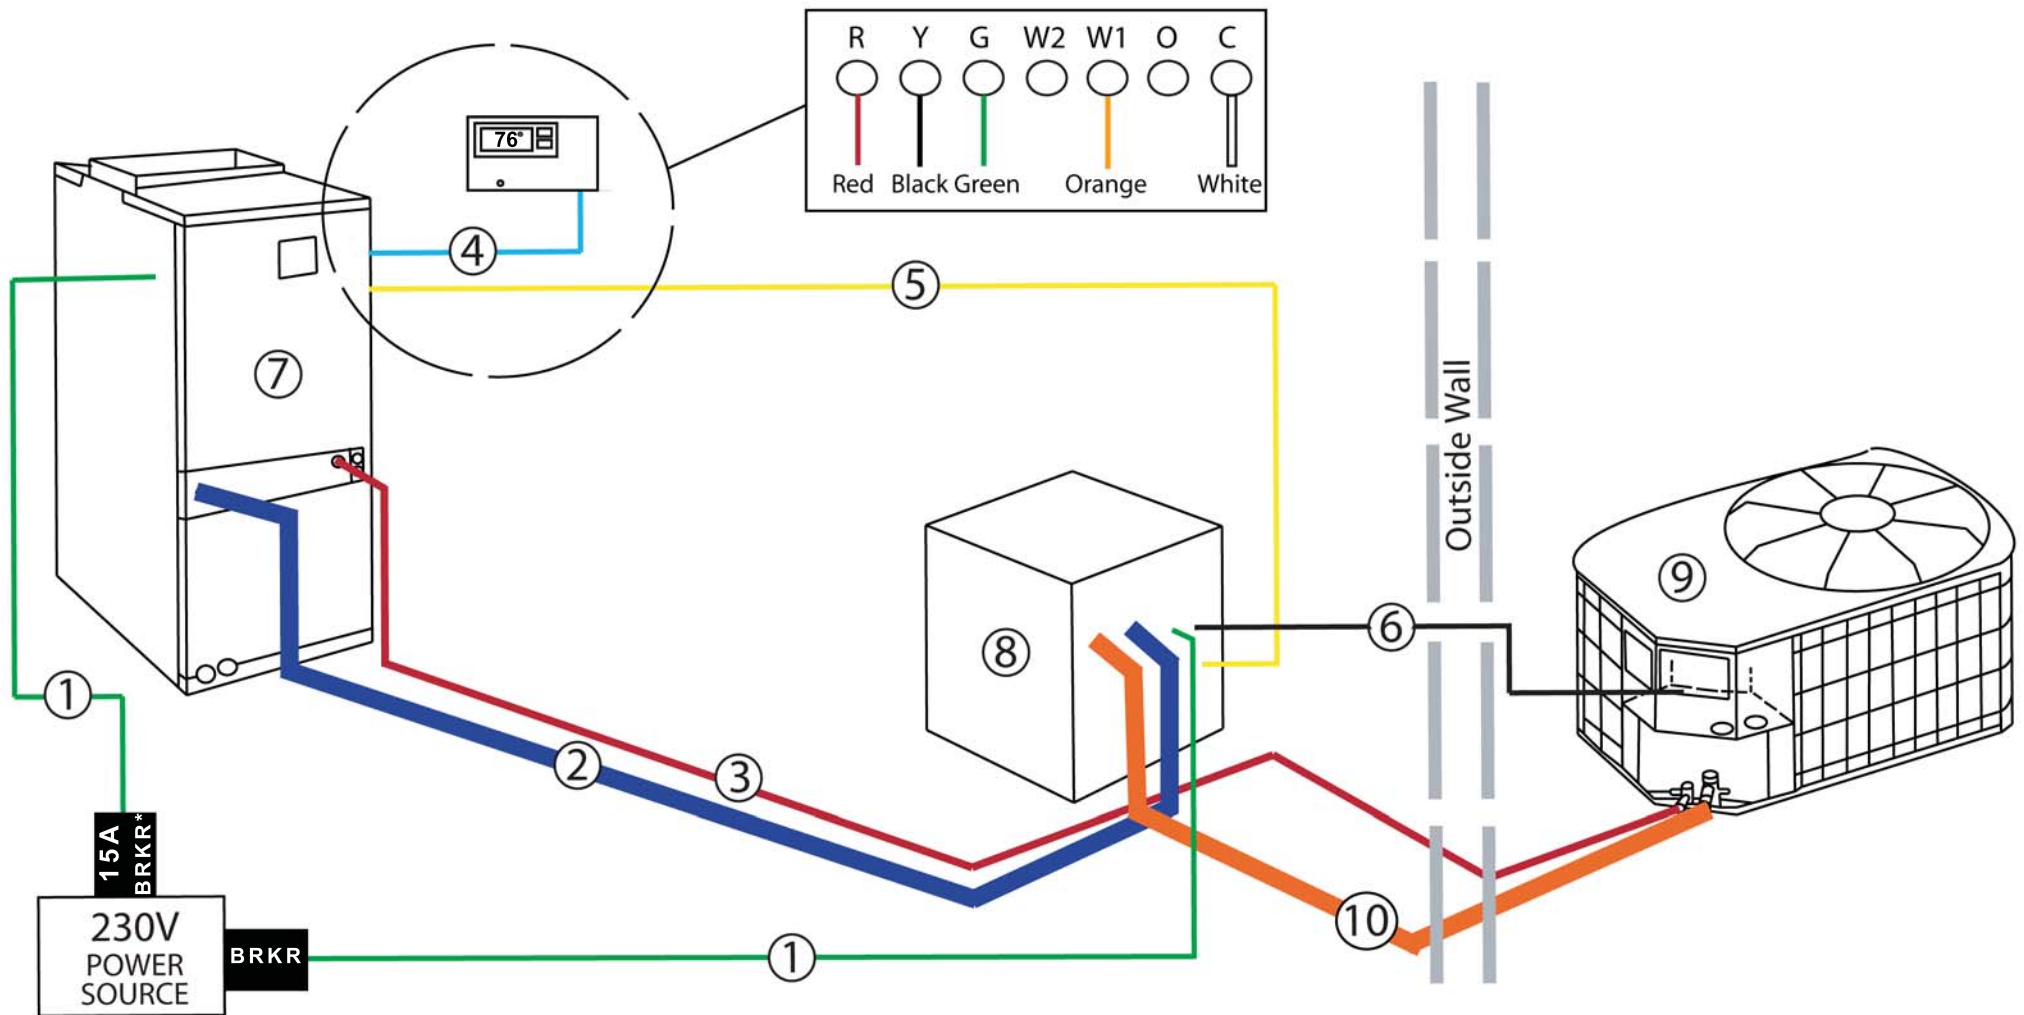 R Y G W2 W1 O C
Red Black Green Orange White
76°
4
5
7
Outside Wall
6
9
8
1
2
3
15A
BRKR*
10
230V
POWER
SOURCE
BRKR
1